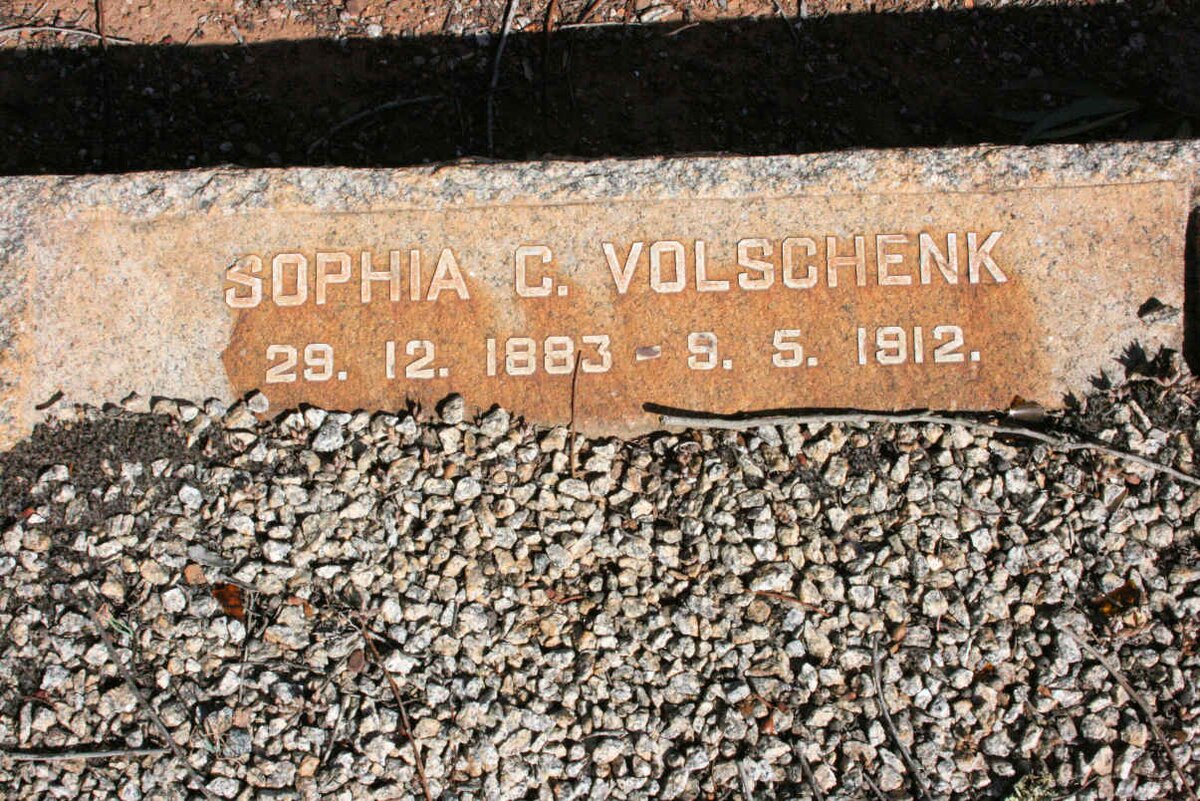 SOPHIA C. VOLSCHENK
29. 12. 1883 - 9. 5. 1912.